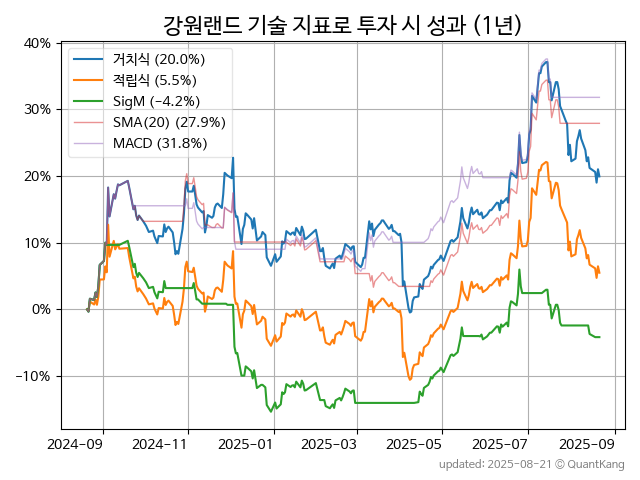 강원랜드 기술 지표로 투자 시 성과 (1년)
40%
30%
20%
10%
0%
−10%
거치식 (20.0%)
적립식 (5.5%)
SigM (−4.2%)
SMA(20) (27.9%)
MACD (31.8%)
2024-09
2024-11
2025-01
2025-03
2025-05
2025-07
2025-09
updated: 2025-08-21 © QuantKang